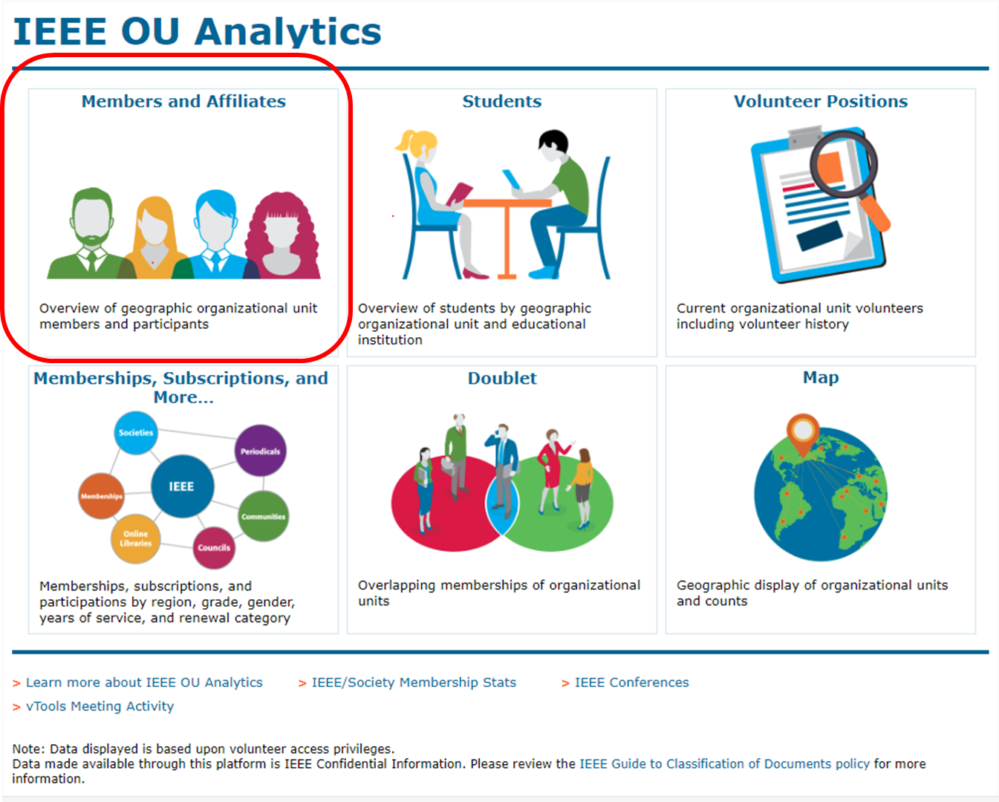 IEEE OU Analytics
Members and Affiliates
Overview of geographic organizational unit
members and participants
Students
Overview of students by geographic
organizational unit and educational
institution
Volunteer Positions
Current organizational unit volunteers
including volunteer history
Memberships, Subscriptions, and
More...
Societies
Periodicals
IEEE
Memberships
Communities
Online
Libraries
Councils
Memberships, subscriptions, and
participations by region, grade, gender,
years of service, and renewal category
Doublet
Overlapping memberships of organizational
units
Map
Geographic display of organizational units
and counts
> Learn more about IEEE OU Analytics
> IEEE/Society Membership Stats
> IEEE Conferences
> vTools Meeting Activity
Note: Data displayed is based upon volunteer access privileges.
Data made available through this platform is IEEE Confidential Information. Please review the IEEE Guide to Classification of Documents policy for more
information.